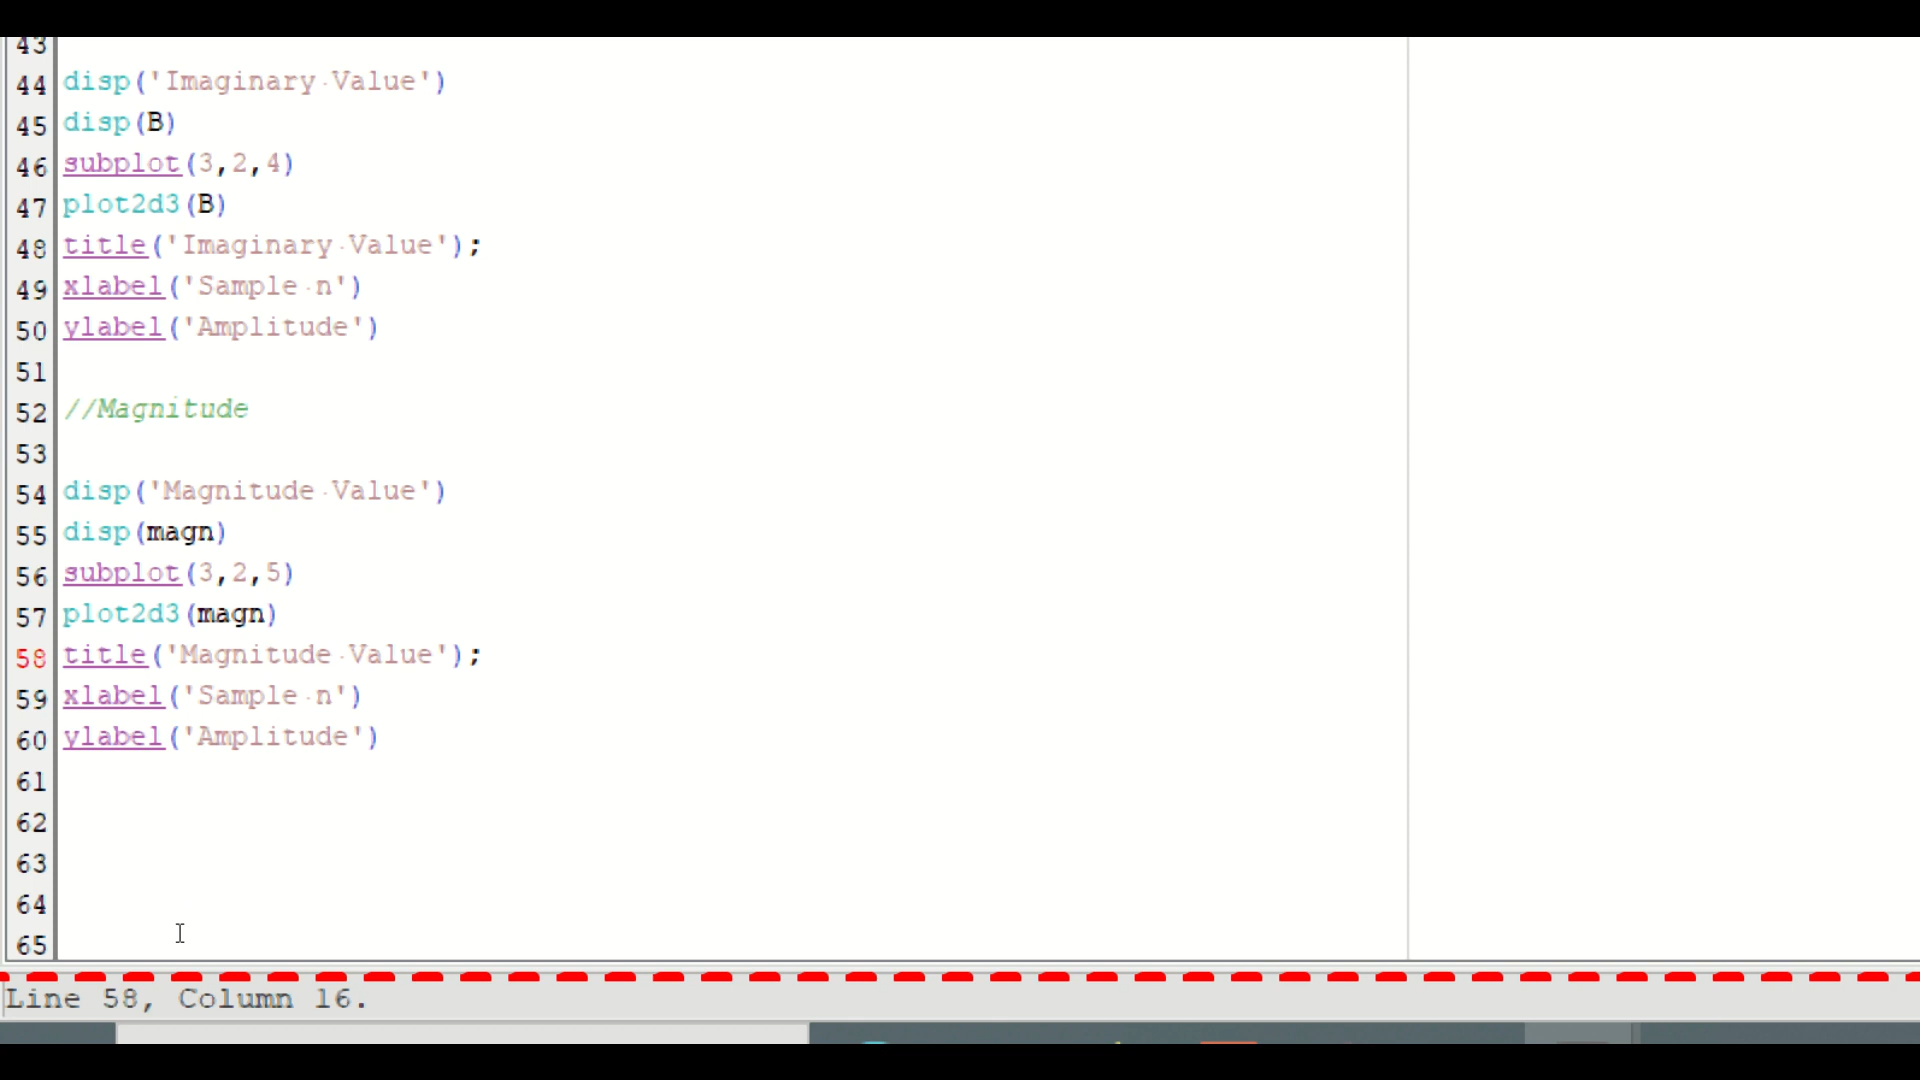 43
44 disp('Imaginary Value')
45 disp(B)
46 subplot(3,2,4)
47 plot2d3(B)
48 title('Imaginary Value');
49 xlabel('Sample n')
50 ylabel('Amplitude')
51
52 //Magnitude
53
54 disp('Magnitude Value')
55 disp(magn)
56 subplot(3,2,5)
57 plot2d3(magn)
58 title('Magnitude Value');
59 xlabel('Sample n')
60 ylabel('Amplitude')
61
62
63
64
65
Line 58, Column 16.